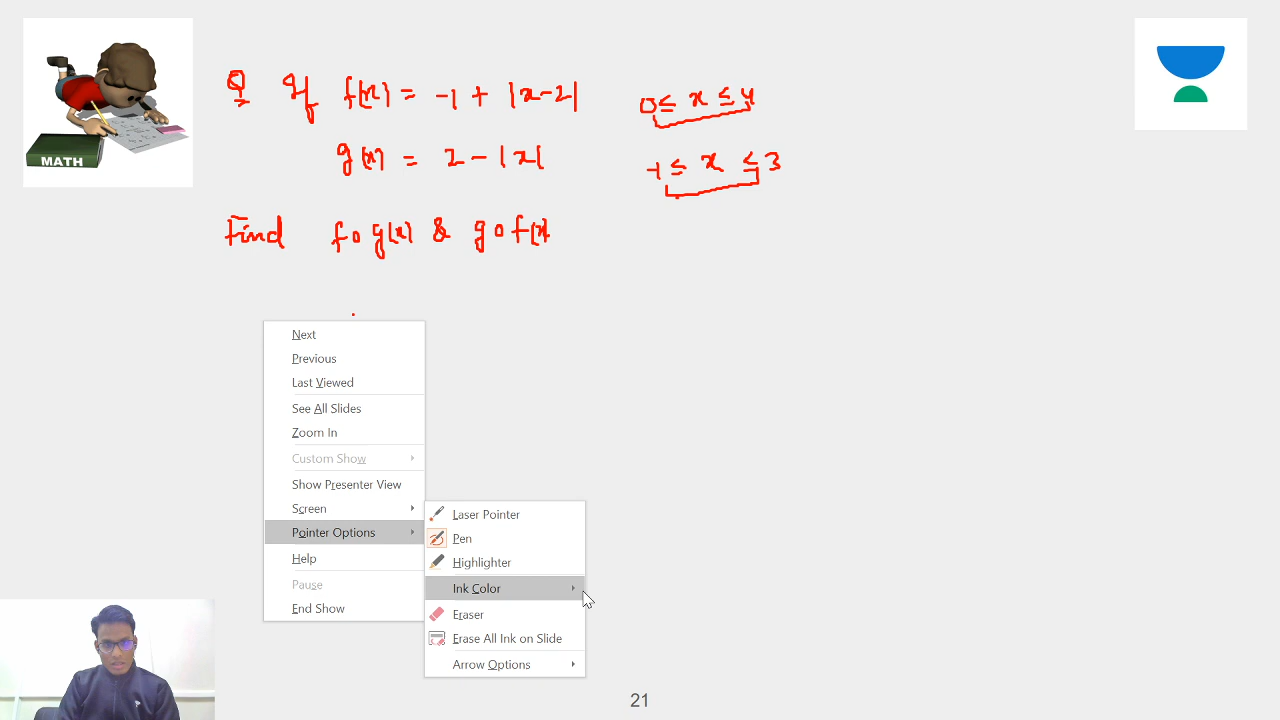 Q If f(x) = -1 + |x-2| 0 ≤ x ≤ 4
g(x) = 2 - |x| -1 ≤ x ≤ 3
Find f o g(x) & g o f(x)
MATH
Next
Previous
Last Viewed
See All Slides
Zoom In
Custom Show
Show Presenter View
Screen
Pointer Options
Help
Pause
End Show
Laser Pointer
Pen
Highlighter
Ink Color
Eraser
Erase All Ink on Slide
Arrow Options
21